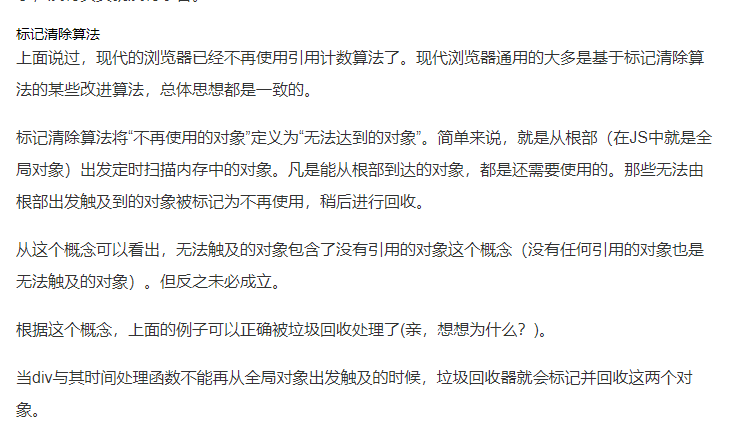 标记清除算法
上面说过，现代的浏览器已经不再使用引用计数算法了。现代浏览器通用的大多是基于标记清除算
法的某些改进算法，总体思想都是一致的。
标记清除算法将“不再使用的对象”定义为“无法达到的对象”。简单来说，就是从根部（在JS中就是全
局对象）出发定时扫描内存中的对象。凡是能从根部到达的对象，都是还需要使用的。那些无法由
根部出发触及到的对象被标记为不再使用，稍后进行回收。
从这个概念可以看出，无法触及的对象包含了没有引用的对象这个概念（没有任何引用的对象也是
无法触及的对象）。但反之未必成立。
根据这个概念，上面的例子可以正确被垃圾回收处理了(亲，想想为什么？)。
当div与其时间处理函数不能再从全局对象出发触及的时候，垃圾回收器就会标记并回收这两个对
象。